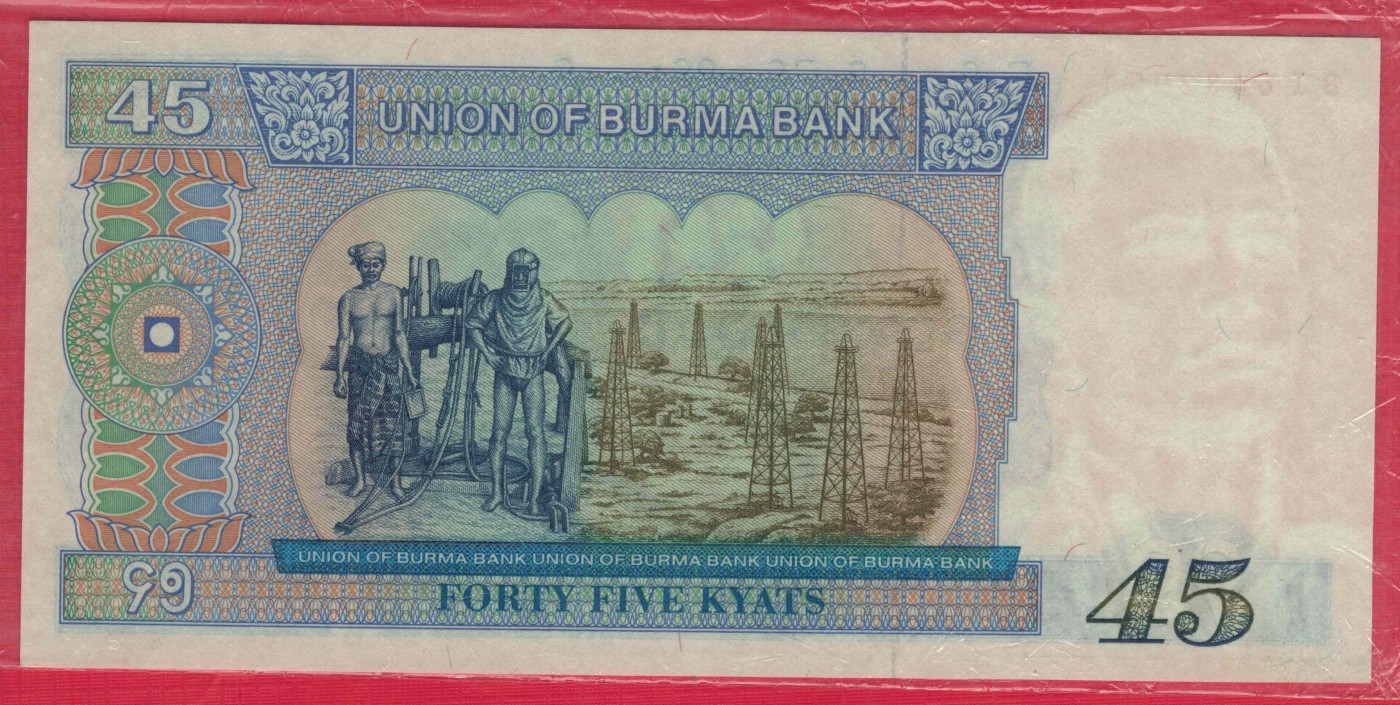 45
UNION OF BURMA BANK
UNION OF BURMA BANK UNION OF BURMA BANK UNION OF BURMA BANK
၄၅
FORTY FIVE KYATS
45